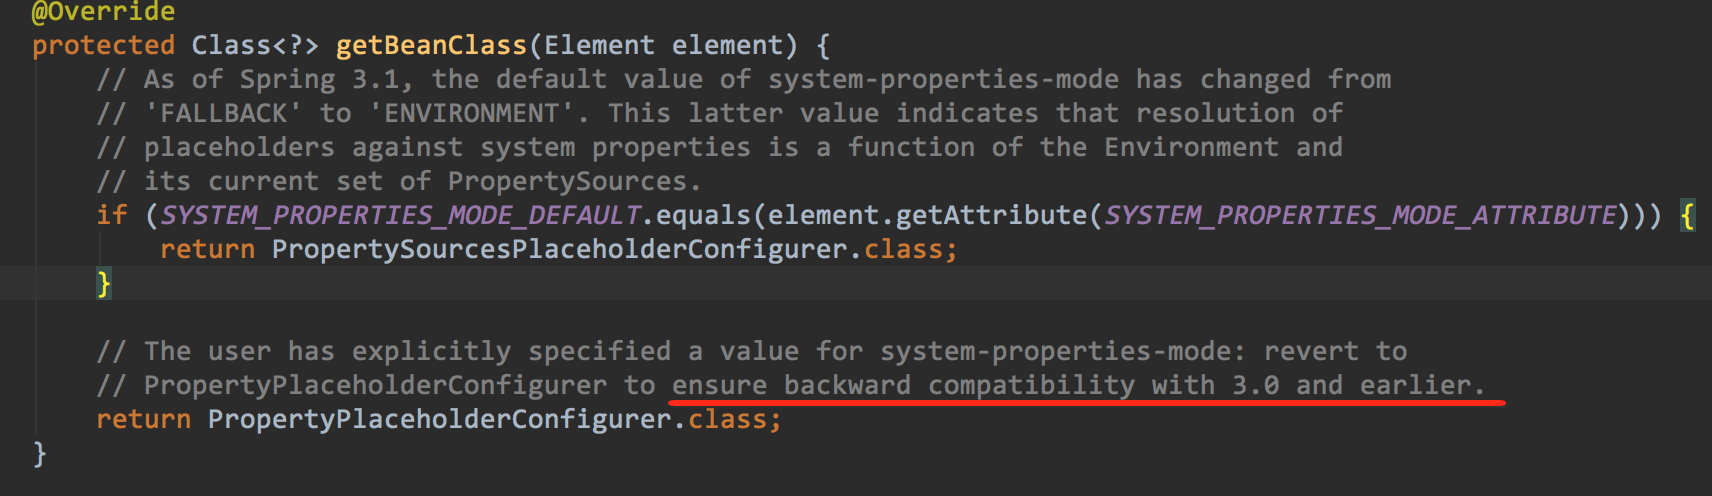 @Override
protected Class<?> getBeanClass(Element element) {
// As of Spring 3.1, the default value of system-properties-mode has changed from
// 'FALLBACK' to 'ENVIRONMENT'. This latter value indicates that resolution of
// placeholders against system properties is a function of the Environment and
// its current set of PropertySources.
if (SYSTEM_PROPERTIES_MODE_DEFAULT.equals(element.getAttribute(SYSTEM_PROPERTIES_MODE_ATTRIBUTE))) {
return PropertySourcesPlaceholderConfigurer.class;
}
// The user has explicitly specified a value for system-properties-mode: revert to
// PropertyPlaceholderConfigurer to ensure backward compatibility with 3.0 and earlier.
return PropertyPlaceholderConfigurer.class;
}